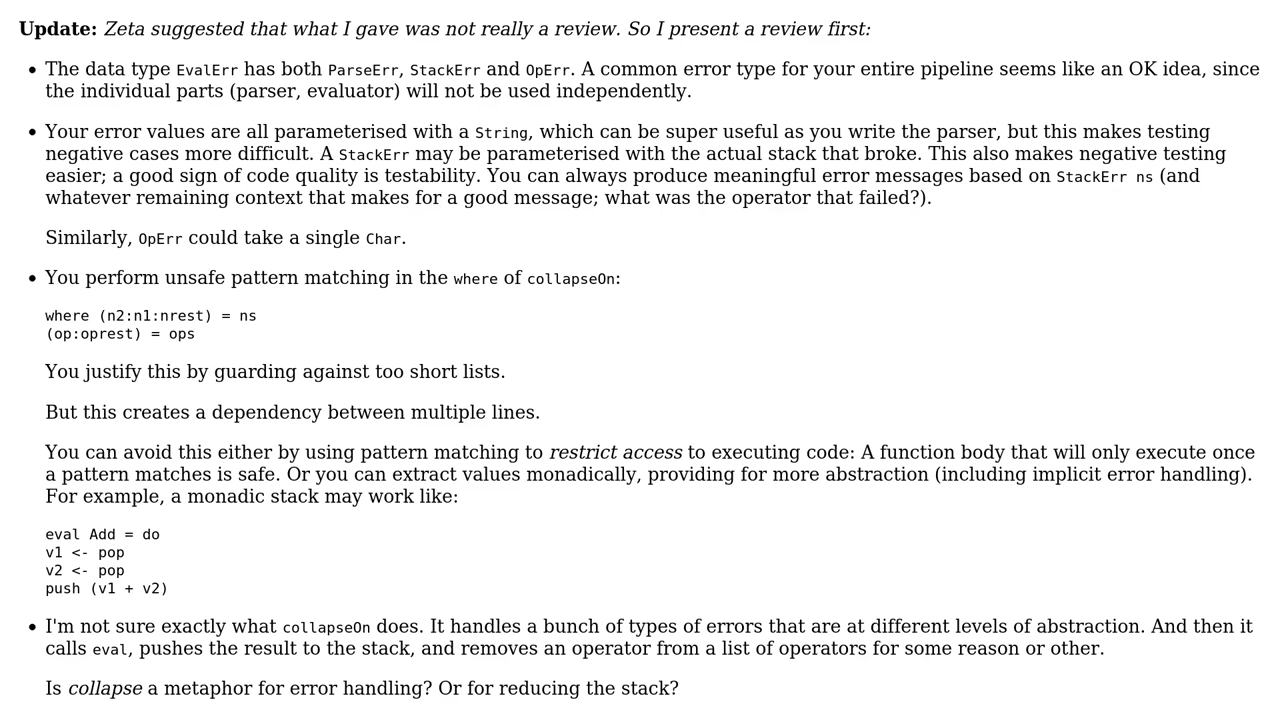 Update: Zeta suggested that what I gave was not really a review. So I present a review first:
• The data type EvalErr has both ParseErr, StackErr and OpErr. A common error type for your entire pipeline seems like an OK idea, since
the individual parts (parser, evaluator) will not be used independently.
• Your error values are all parameterised with a String, which can be super useful as you write the parser, but this makes testing
negative cases more difficult. A StackErr may be parameterised with the actual stack that broke. This also makes negative testing
easier; a good sign of code quality is testability. You can always produce meaningful error messages based on StackErr ns (and
whatever remaining context that makes for a good message; what was the operator that failed?).
Similarly, OpErr could take a single Char.
• You perform unsafe pattern matching in the where of collapseOn:
where (n2:n1:nrest) = ns
(op:oprest) = ops
You justify this by guarding against too short lists.
But this creates a dependency between multiple lines.
You can avoid this either by using pattern matching to restrict access to executing code: A function body that will only execute once
a pattern matches is safe. Or you can extract values monadically, providing for more abstraction (including implicit error handling).
For example, a monadic stack may work like:
eval Add = do
v1 <- pop
v2 <- pop
push (v1 + v2)
• I'm not sure exactly what collapseOn does. It handles a bunch of types of errors that are at different levels of abstraction. And then it
calls eval, pushes the result to the stack, and removes an operator from a list of operators for some reason or other.
Is collapse a metaphor for error handling? Or for reducing the stack?